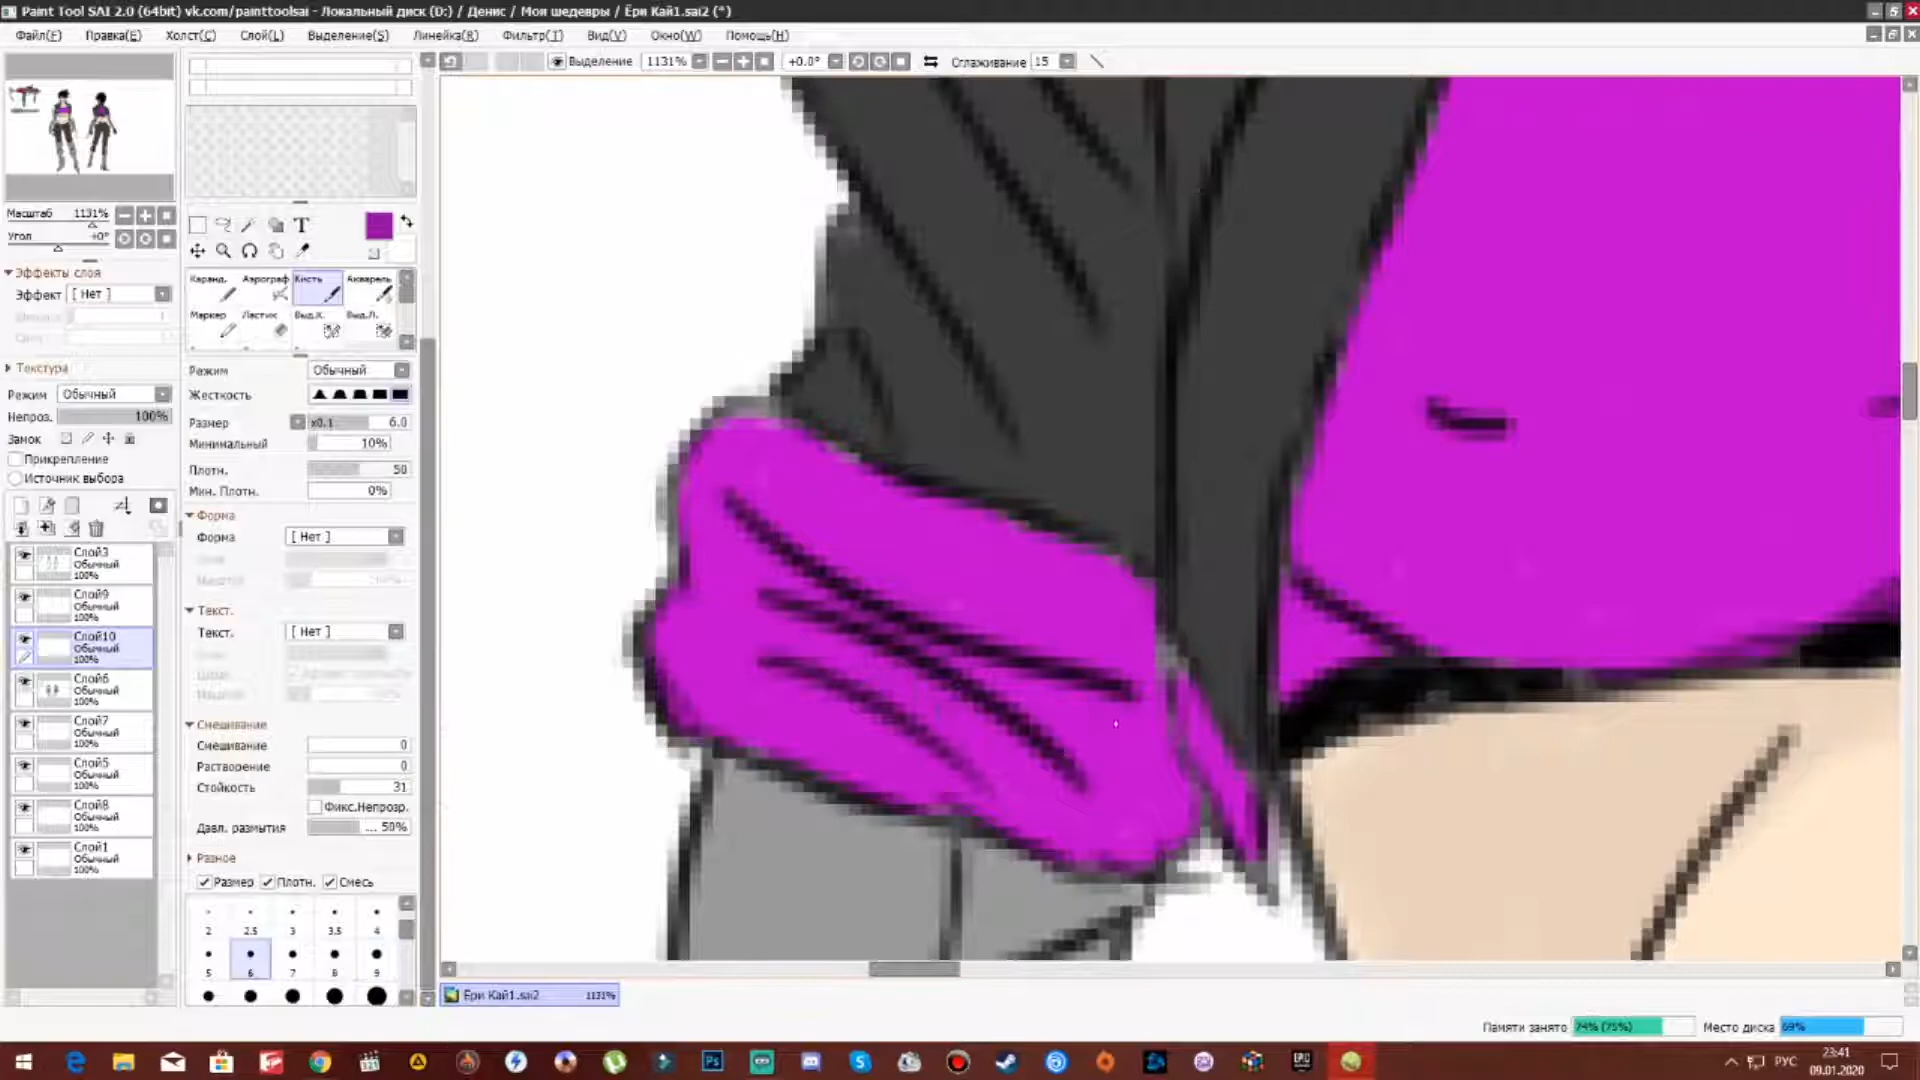 Paint Tool SAI 2.0 (64bit) vk.com/painttoolsai - Локальный диск (D:) / Денис / Мои шедевры / Ери Кай1.sai2 (*)
Файл(F) Правка(E) Холст(C) Слой(L) Выделение(S) Линейка(R) Фильтр(T) Вид(V) Окно(W) Помощь(H)
Выделение 1131% +0.0° Сглаживание 15
Масштаб 1131%
Угол +0°
Эффекты слоя
Эффект [ Нет ]
Текстура
Режим Обычный
Непроз. 100%
Замок
Прикрепление
Источник выбора
Слой3
Обычный
100%
Слой9
Обычный
100%
Слой10
Обычный
100%
Слой6
Обычный
100%
Слой7
Обычный
100%
Слой5
Обычный
100%
Слой8
Обычный
100%
Слой1
Обычный
100%
T
Каранд. Аэрограф Кисть Акварель
Маркер Ластик Выд.К. Выд.Л.
Режим Обычный
Жесткость
Размер x0.1 6.0
Минимальный 10%
Плотн. 50
Мин. Плотн. 0%
Форма
Форма [ Нет ]
Текст.
Текст. [ Нет ]
Смешивание
Смешивание 0
Растворение 0
Стойкость 31
Фикс.Непрозр.
Давл. размытия ... 50%
Разное
Размер Плотн. Смесь
2 2.5 3 3.5 4
5 6 7 8 9
Ери Кай1.sai2 1131%
Памяти занято 74% (75%) Место диска 69%
Ps
EPIC
РУС
23:41
09.01.2020